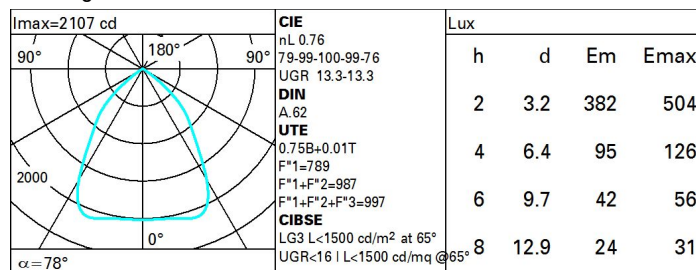 Imax=2107 cd
90° 180° 90°
2000
0°
α=78°
CIE
nL 0.76
79-99-100-99-76
UGR 13.3-13.3
DIN
A.62
UTE
0.75B+0.01T
F"1=789
F"1+F"2=987
F"1+F"2+F"3=997
CIBSE
LG3 L<1500 cd/m² at 65°
UGR<16 | L<1500 cd/mq @65°
Lux
h d Em Emax
2 3.2 382 504
4 6.4 95 126
6 9.7 42 56
8 12.9 24 31